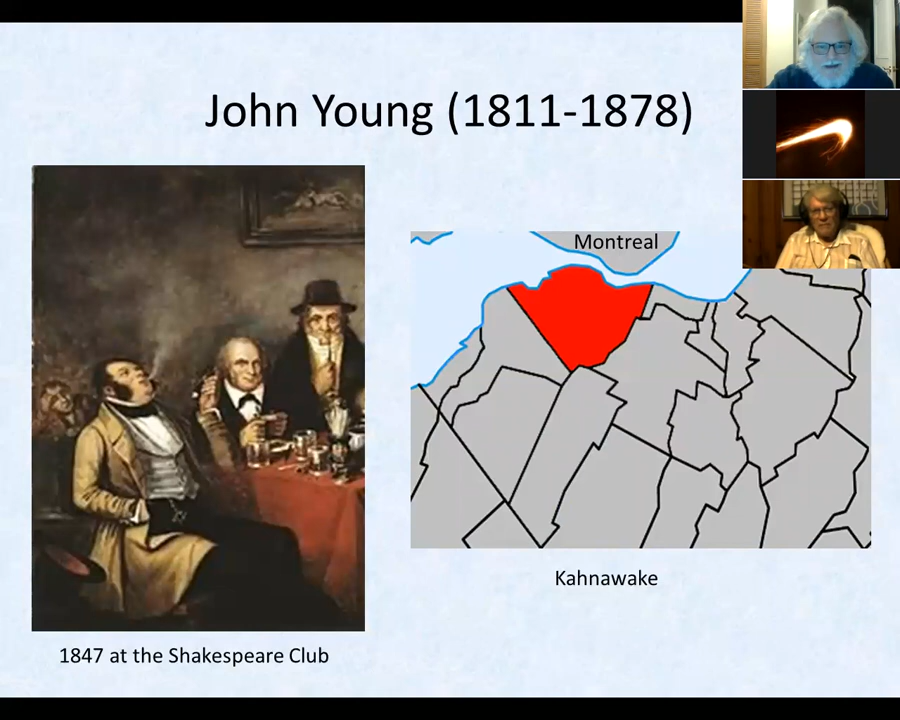 John Young (1811-1878)
Montreal
Kahnawake
1847 at the Shakespeare Club